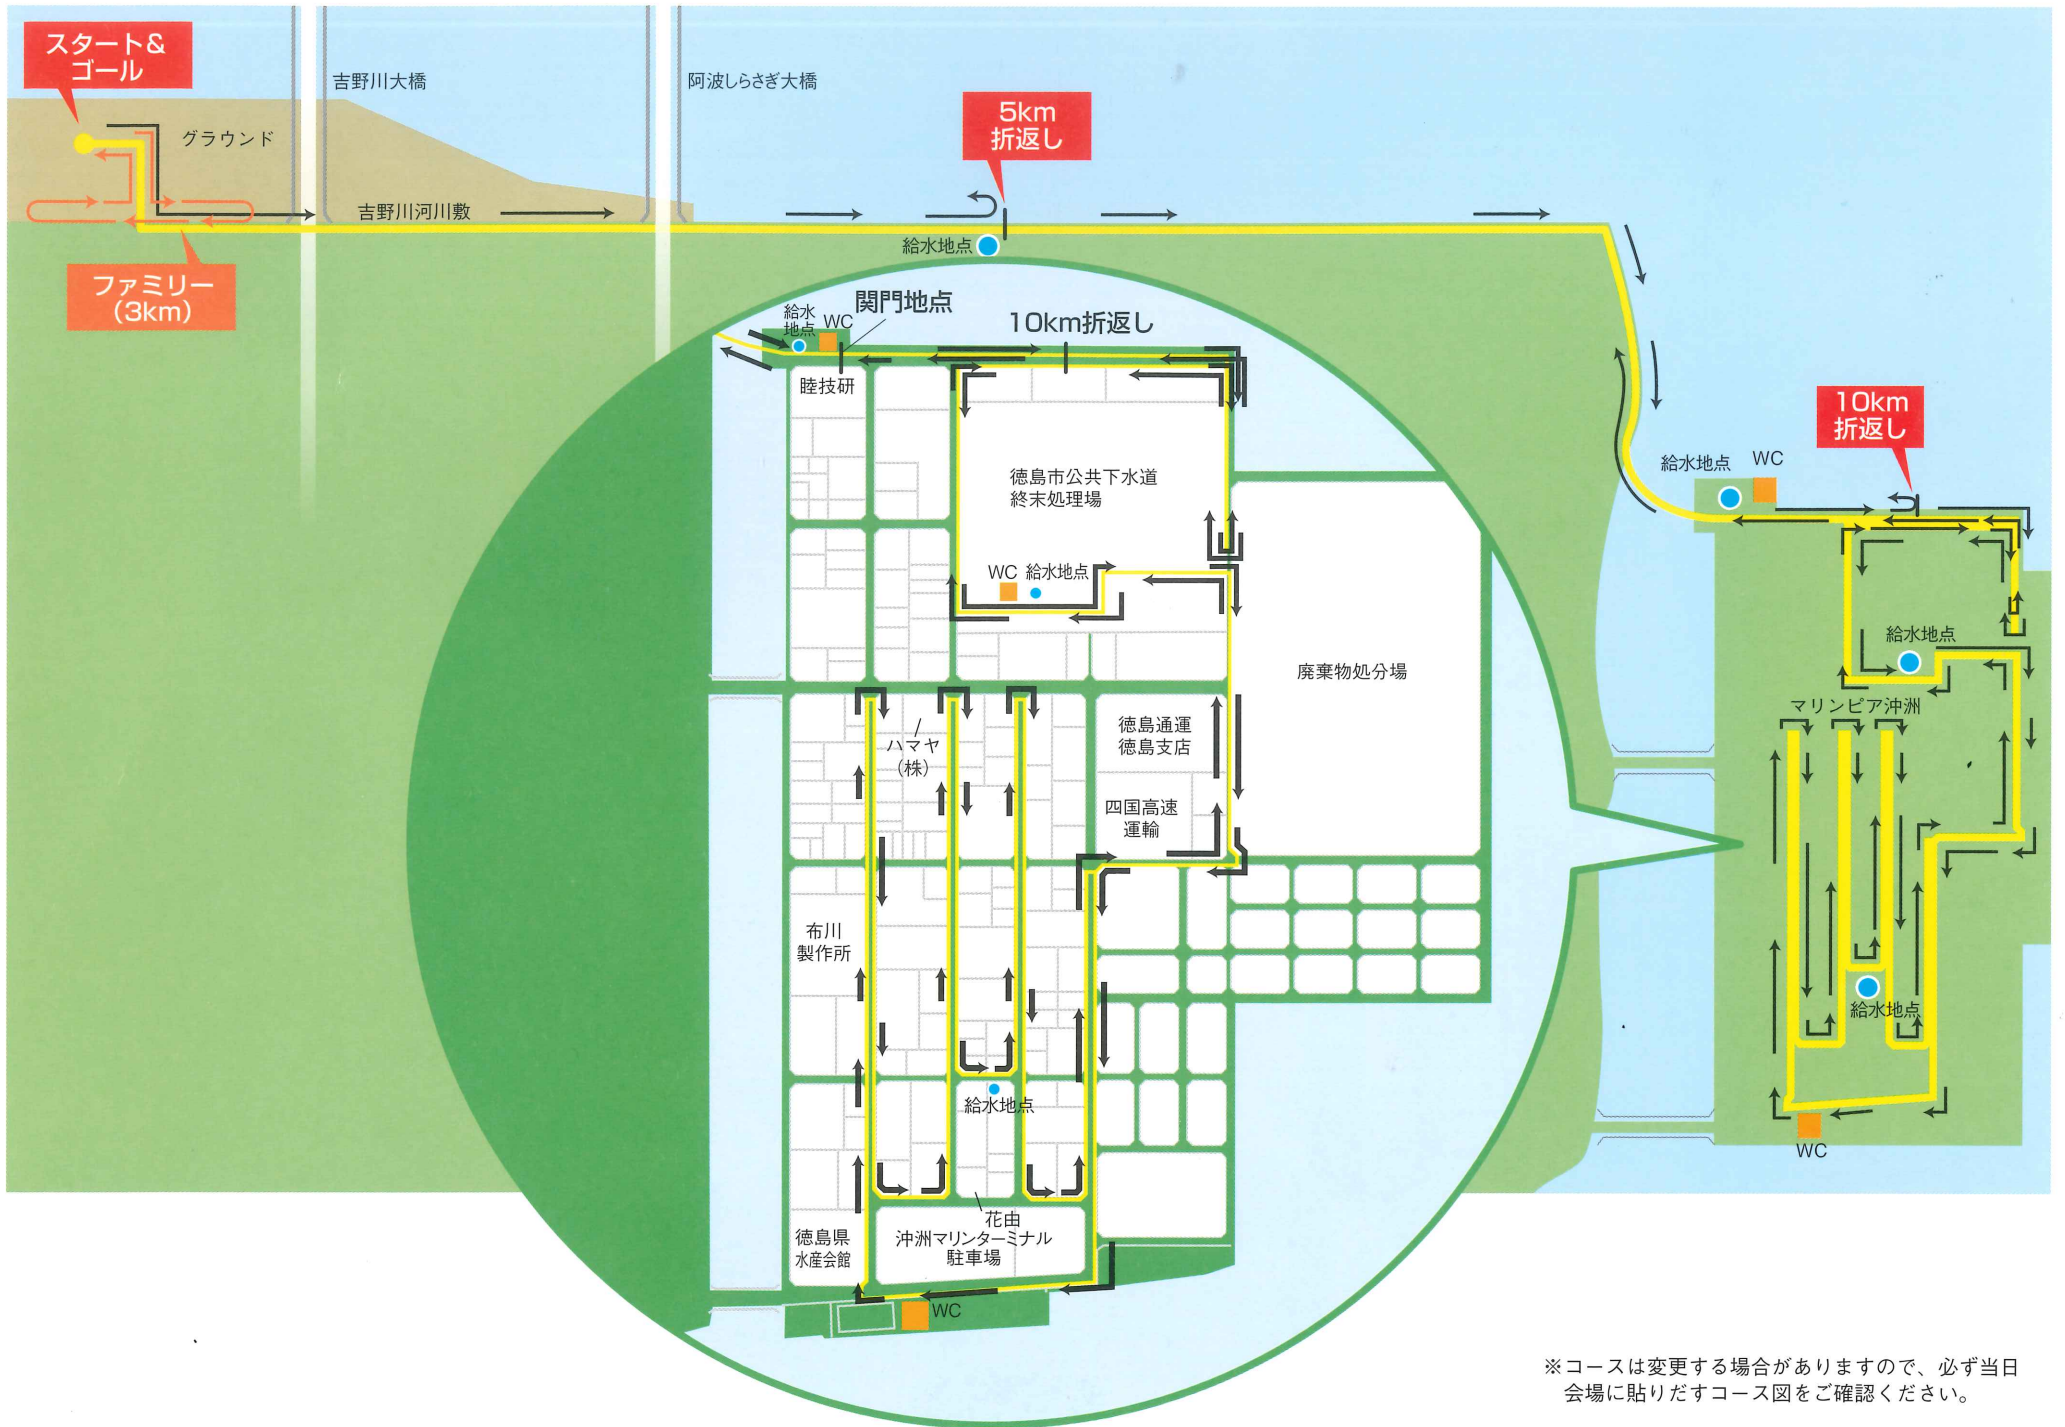 スタート&
ゴール
吉野川大橋
阿波しらさぎ大橋
グラウンド
5km
折返し
吉野川河川敷
給水地点
ファミリー
(3km)
給水
地点
WC
関門地点
10km折返し
睦技研
徳島市公共下水道
終末処理場
WC
給水地点
廃棄物処分場
ハマヤ
(株)
徳島通運
徳島支店
四国高速
運輸
布川
製作所
給水地点
花由
徳島県
水産会館
沖洲マリンターミナル
駐車場
WC
10km
折返し
給水地点
WC
給水地点
マリンピア沖洲
給水地点
WC
※コースは変更する場合がありますので、必ず当日
会場に貼りだすコース図をご確認ください。